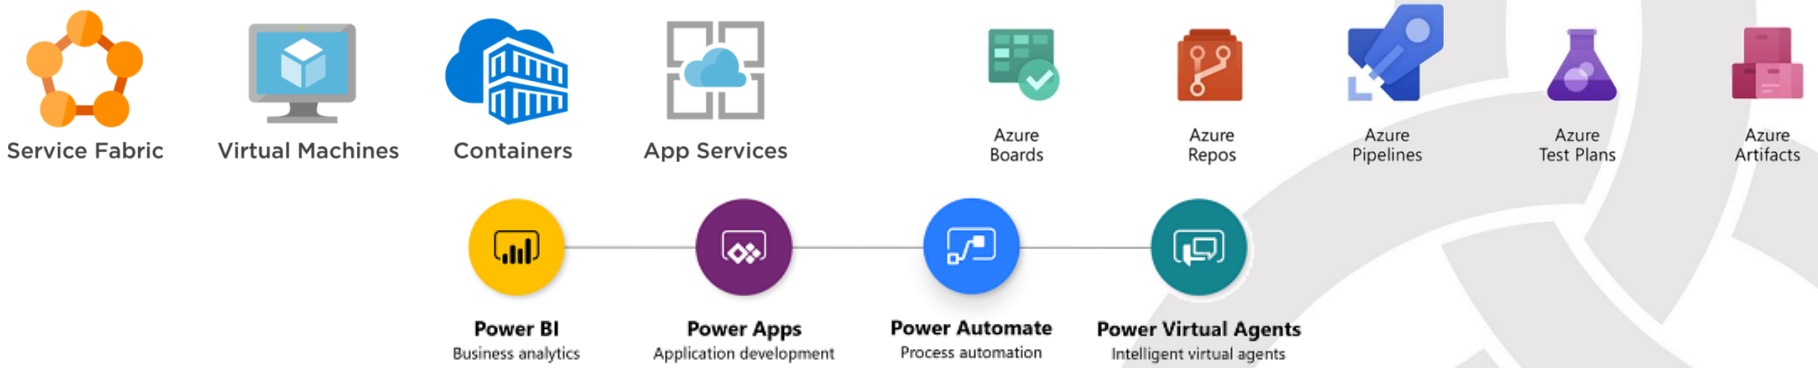 Service Fabric
Virtual Machines
Containers
App Services
Azure
Boards
Azure
Repos
Azure
Pipelines
Azure
Test Plans
Azure
Artifacts
Power BI
Business analytics
Power Apps
Application development
Power Automate
Process automation
Power Virtual Agents
Intelligent virtual agents